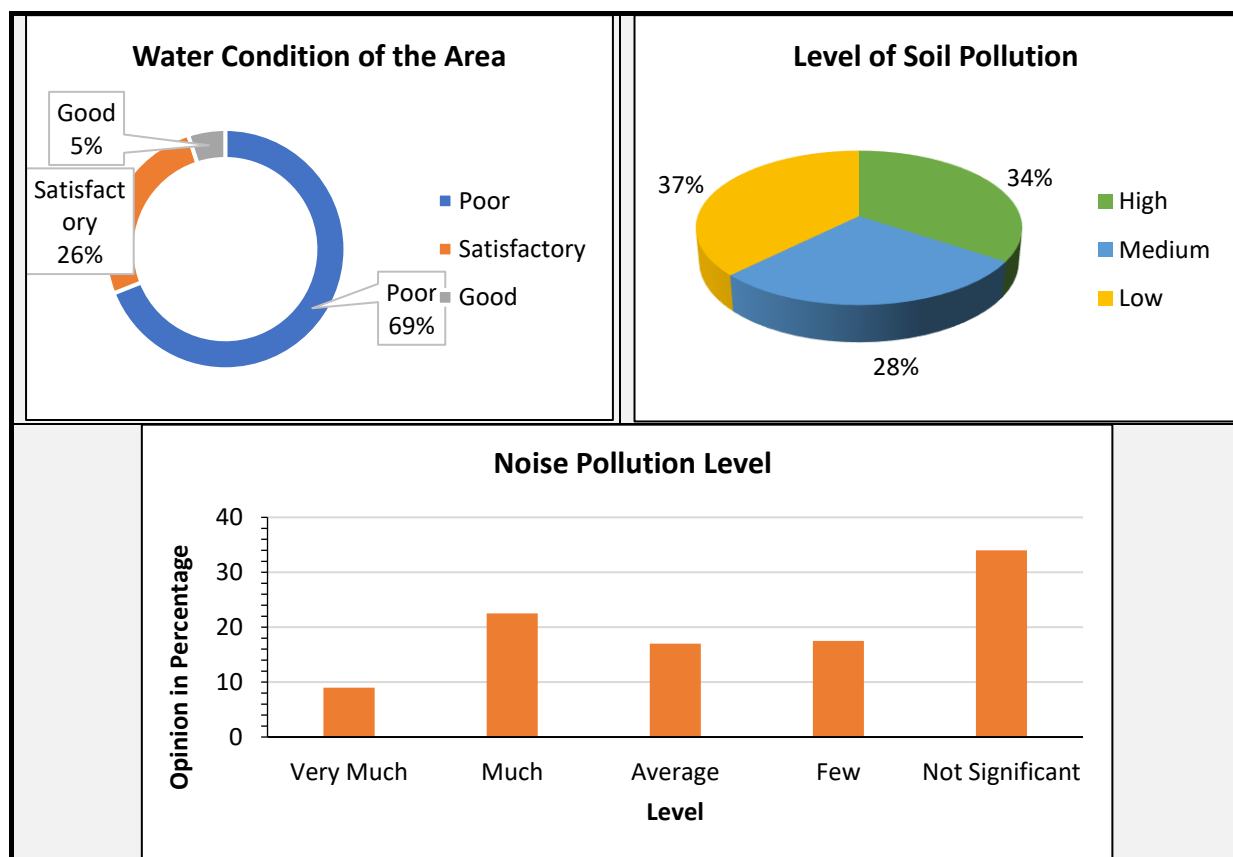 Water Condition of the Area
Good
5%
Satisfact
ory
26%
Poor
69%
Poor
Satisfactory
Good
Level of Soil Pollution
37%
34%
28%
High
Medium
Low
Noise Pollution Level
Opinion in Percentage
40
30
20
10
0
Very Much
Much
Average
Few
Not Significant
Level